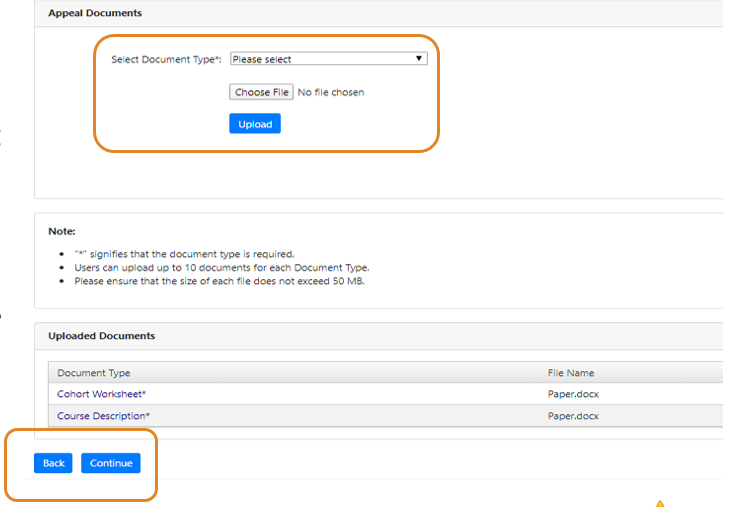 Appeal Documents
Select Document Type*: Please select
Choose File No file chosen
Upload
Note:
"*" signifies that the document type is required.
Users can upload up to 10 documents for each Document Type.
Please ensure that the size of each file does not exceed 50 MB.
Uploaded Documents
Document Type File Name
Cohort Worksheet* Paper.docx
Course Description* Paper.docx
Back Continue